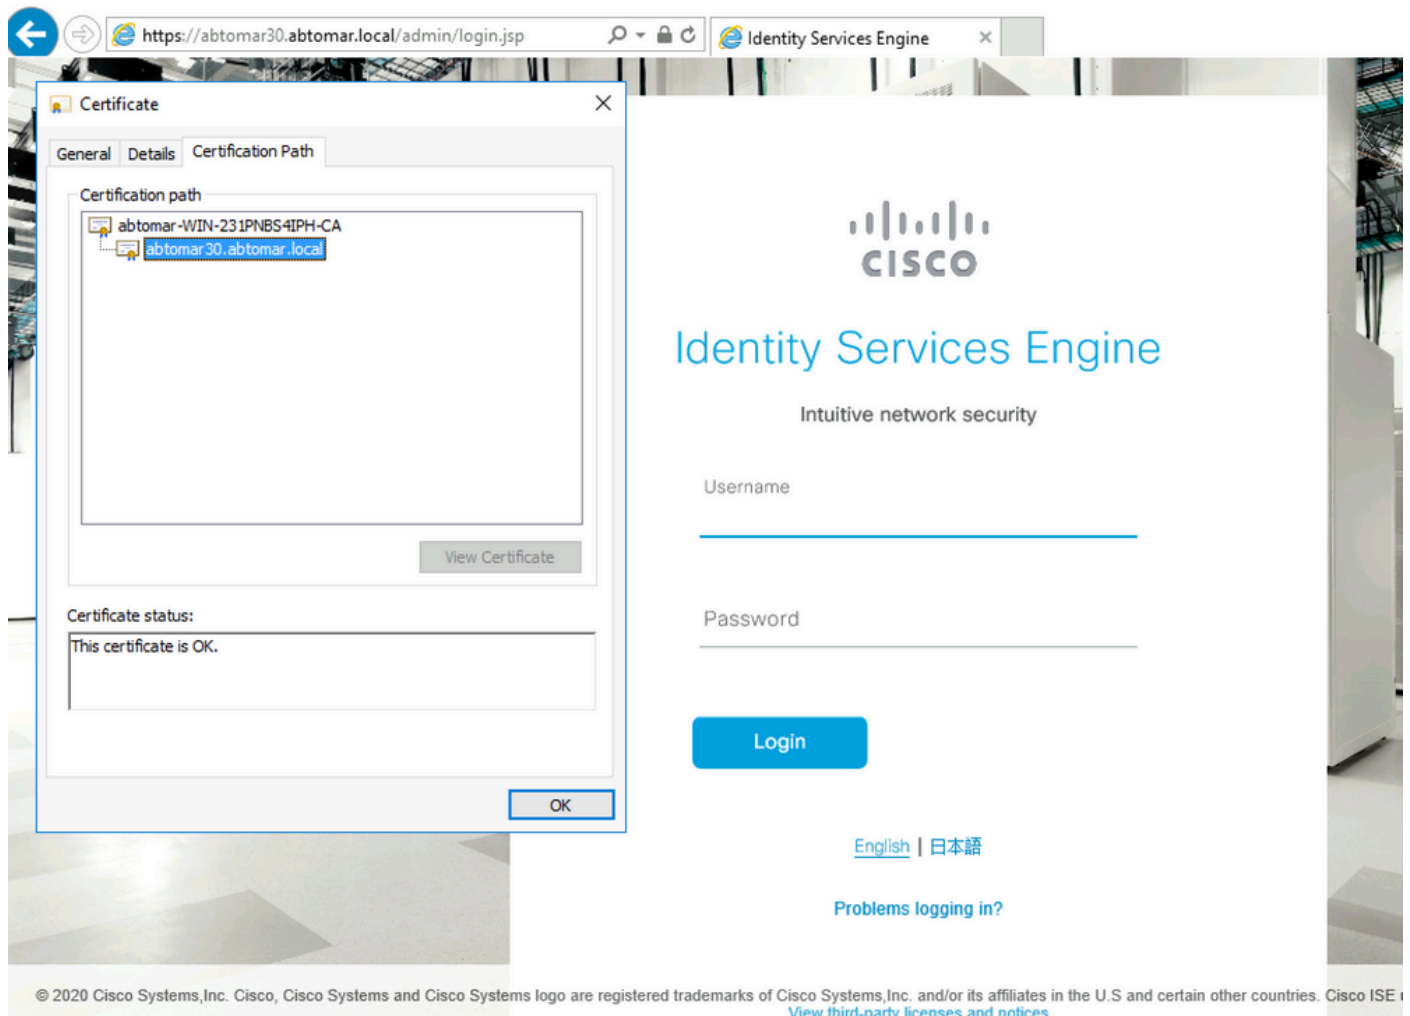 https://abtomar30.abtomar.local/admin/login.jsp
Identity Services Engine
Certificate
General Details Certification Path
Certification path
abtomar-WIN-231PNBS4IPH-CA
abtomar30.abtomar.local
View Certificate
Certificate status:
This certificate is OK.
OK
CISCO
Identity Services Engine
Intuitive network security
Username
Password
Login
English | 日本語
Problems logging in?
© 2020 Cisco Systems,Inc. Cisco, Cisco Systems and Cisco Systems logo are registered trademarks of Cisco Systems,Inc. and/or its affiliates in the U.S and certain other countries. Cisco ISE
View third-party licenses and notices